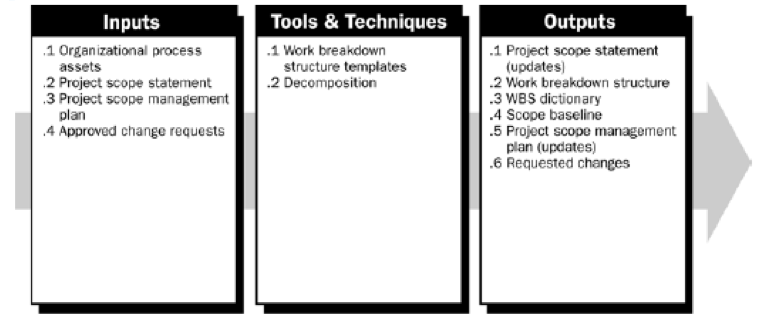 Inputs
.1 Organizational process
assets
.2 Project scope statement
.3 Project scope management
plan
.4 Approved change requests
Tools & Techniques
.1 Work breakdown
structure templates
.2 Decomposition
Outputs
.1 Project scope statement
(updates)
.2 Work breakdown structure
.3 WBS dictionary
.4 Scope baseline
.5 Project scope management
plan (updates)
.6 Requested changes